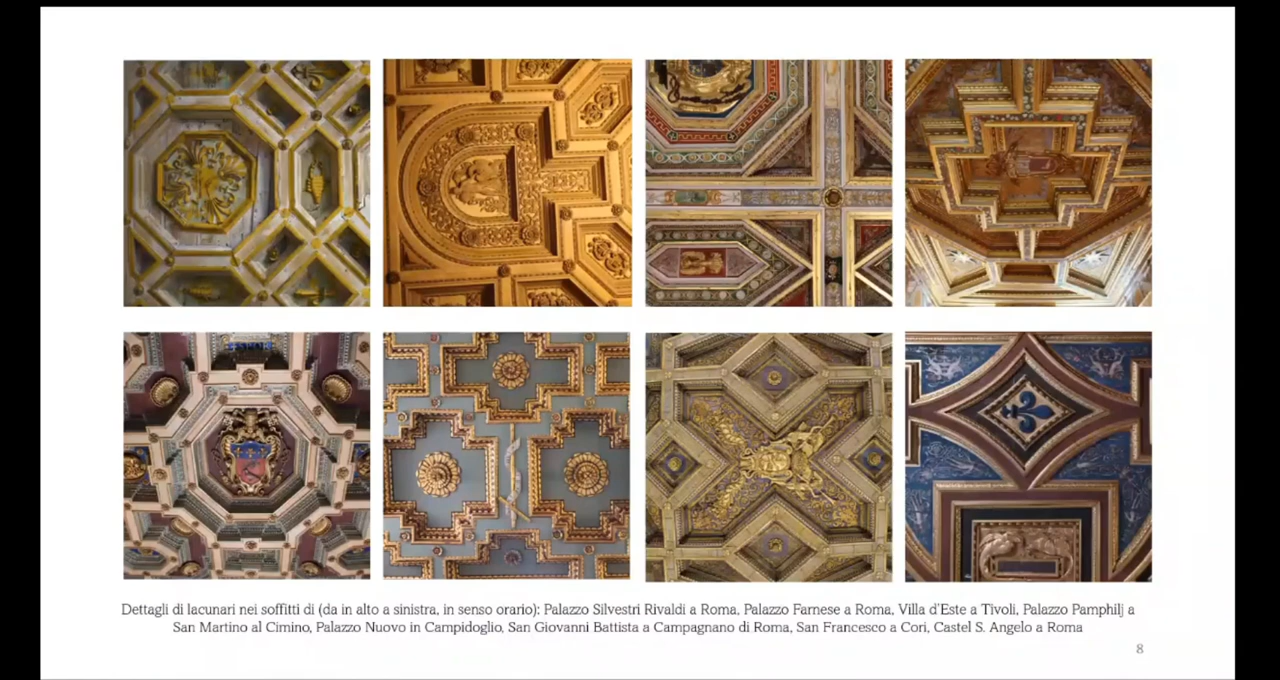 Dettagli di lacunari nei soffitti di (da in alto a sinistra, in senso orario): Palazzo Silvestri Rivaldi a Roma, Palazzo Farnese a Roma, Villa d'Este a Tivoli, Palazzo Pamphilj a
San Martino al Cimino, Palazzo Nuovo in Campidoglio, San Giovanni Battista a Campagnano di Roma, San Francesco a Cori, Castel S. Angelo a Roma
8